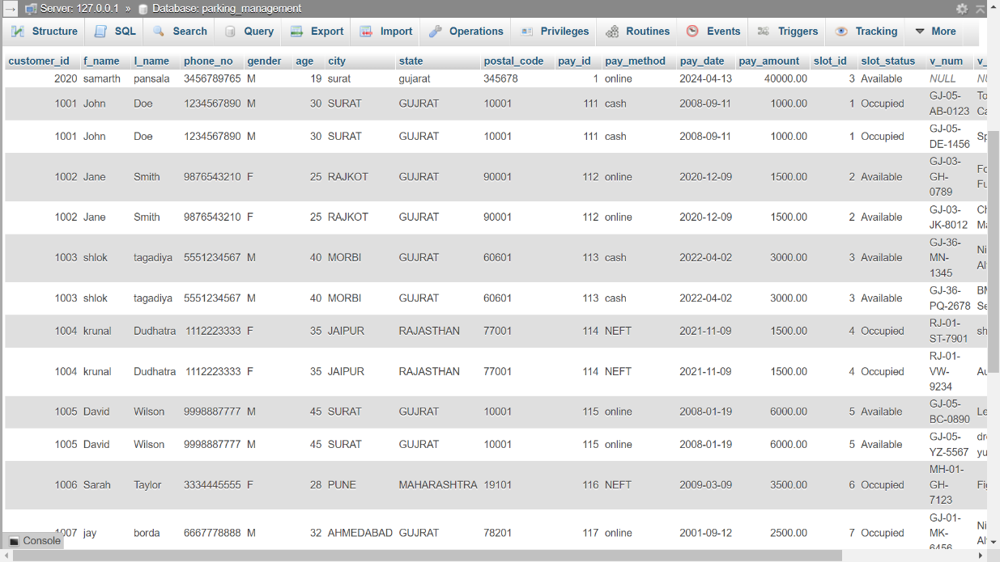 Server: 127.0.0.1 » Database: parking_management
Structure SQL Search Query Export Import Operations Privileges Routines Events Triggers Tracking More
customer_id f_name l_name phone_no gender age city state postal_code pay_id pay_method pay_date pay_amount slot_id slot_status v_num v_
2020 samarth pansala 3456789765 M 19 surat gujarat 345678 1 online 2024-04-13 40000.00 3 Available NULL NU
1001 John Doe 1234567890 M 30 SURAT GUJRAT 10001 111 cash 2008-09-11 1000.00 1 Occupied GJ-05- To
AB-0123 Ca
1001 John Doe 1234567890 M 30 SURAT GUJRAT 10001 111 cash 2008-09-11 1000.00 1 Occupied GJ-05- Sp
DE-1456
1002 Jane Smith 9876543210 F 25 RAJKOT GUJRAT 90001 112 online 2020-12-09 1500.00 2 Available GJ-03- Fo
GH- Fu
0789
1002 Jane Smith 9876543210 F 25 RAJKOT GUJRAT 90001 112 online 2020-12-09 1500.00 2 Available GJ-03- Ch
JK-8012 Ma
1003 shlok tagadiya 5551234567 M 40 MORBI GUJRAT 60601 113 cash 2022-04-02 3000.00 3 Available GJ-36- Ni
MN- Al
1345
1003 shlok tagadiya 5551234567 M 40 MORBI GUJRAT 60601 113 cash 2022-04-02 3000.00 3 Available GJ-36- BM
PQ-2678 Se
1004 krunal Dudhatra 1112223333 F 35 JAIPUR RAJASTHAN 77001 114 NEFT 2021-11-09 1500.00 4 Occupied RJ-01- sh
ST-7901
1004 krunal Dudhatra 1112223333 F 35 JAIPUR RAJASTHAN 77001 114 NEFT 2021-11-09 1500.00 4 Occupied RJ-01- Au
VW-
9234
1005 David Wilson 9998887777 M 45 SURAT GUJRAT 10001 115 online 2008-01-19 6000.00 5 Available GJ-05- Le
BC-0890
1005 David Wilson 9998887777 M 45 SURAT GUJRAT 10001 115 online 2008-01-19 6000.00 5 Available GJ-05- dr
YZ-5567 yu
1006 Sarah Taylor 3334445555 F 28 PUNE MAHARASHTRA 19101 116 NEFT 2009-03-09 3500.00 6 Occupied MH-01- Fi
GH-
7123
1007 jay borda 6667778888 M 32 AHMEDABAD GUJRAT 78201 117 online 2001-09-12 2500.00 7 Occupied GJ-01- Ni
MK- Al
6456
Console